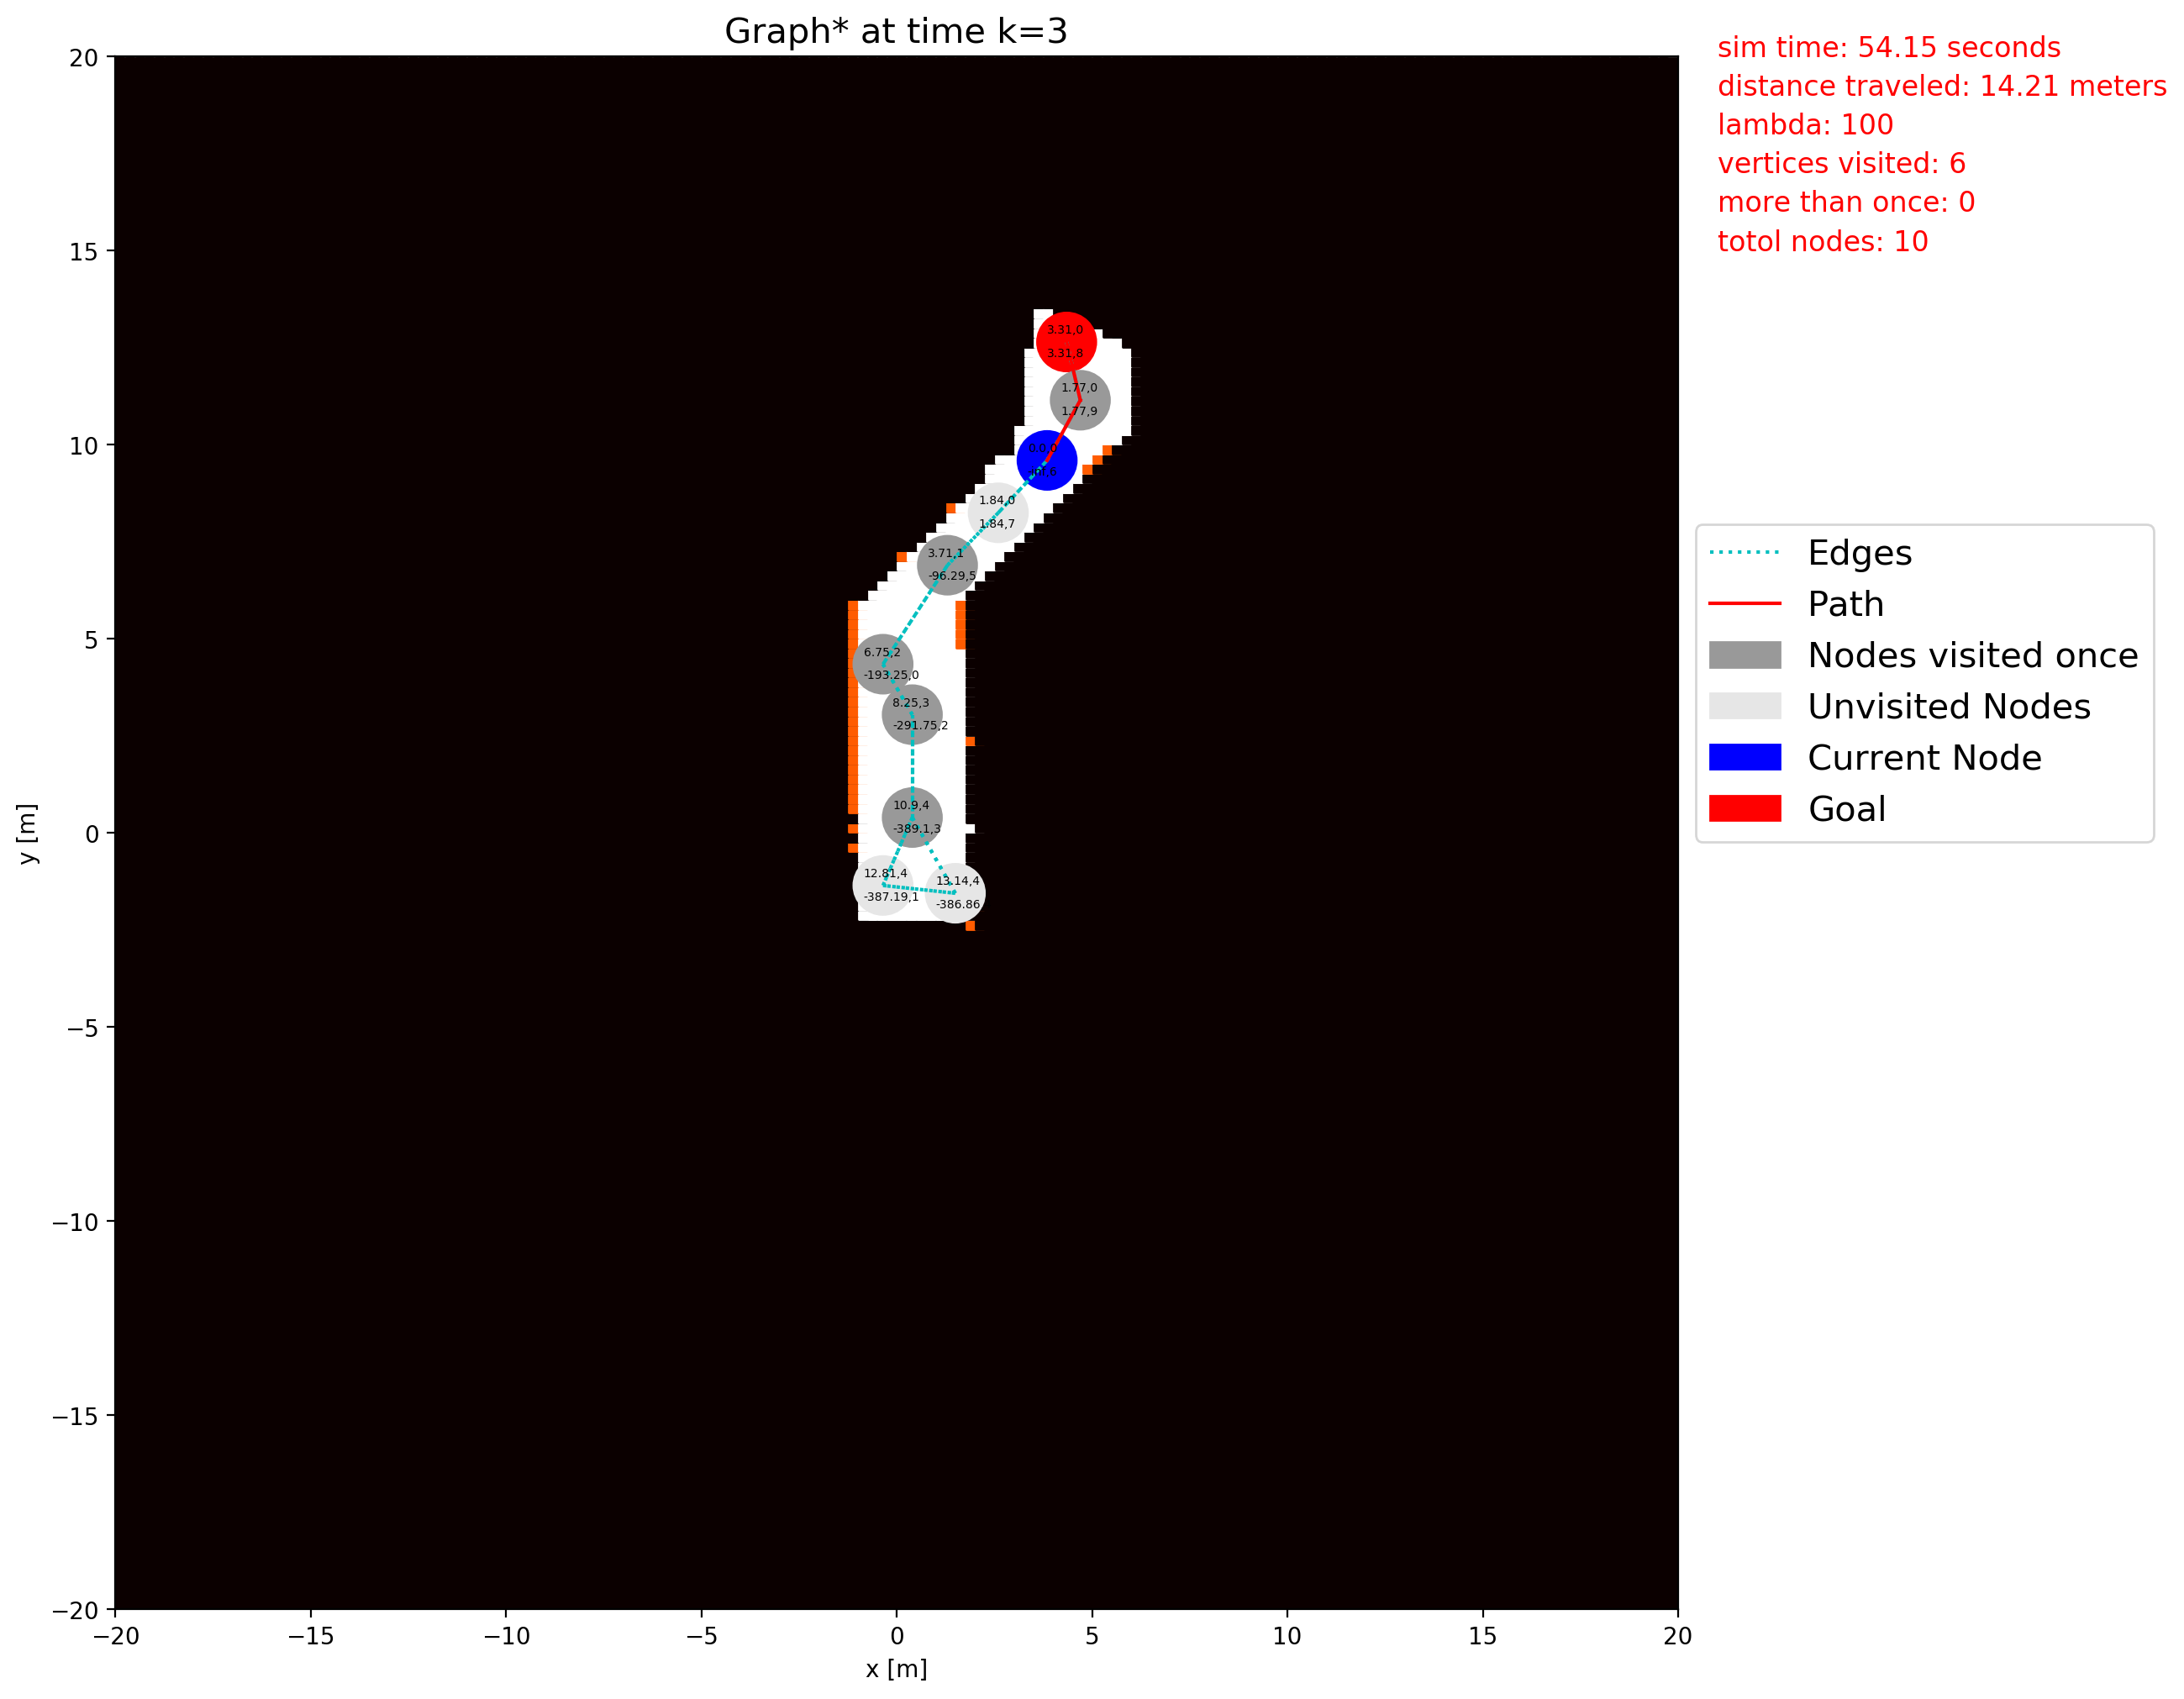 Graph* at time k=3
sim time: 54.15 seconds
distance traveled: 14.21 meters
lambda: 100
vertices visited: 6
more than once: 0
totol nodes: 10
20
15
10
5
0
−5
−10
−15
−20
y [m]
3.31,0
3.31,8
1.77,0
1.77,9
0.0,0
1.84,0
1.84,7
3.71,1
-96.29,5
6.75,2
-193.25,0
8.25,3
-291.75,2
10.9,4
-389.1,3
12.81,4
-387.19,1
13.14,4
-386.86
Edges
Path
Nodes visited once
Unvisited Nodes
Current Node
Goal
−20
−15
−10
−5
0
5
10
15
20
x [m]